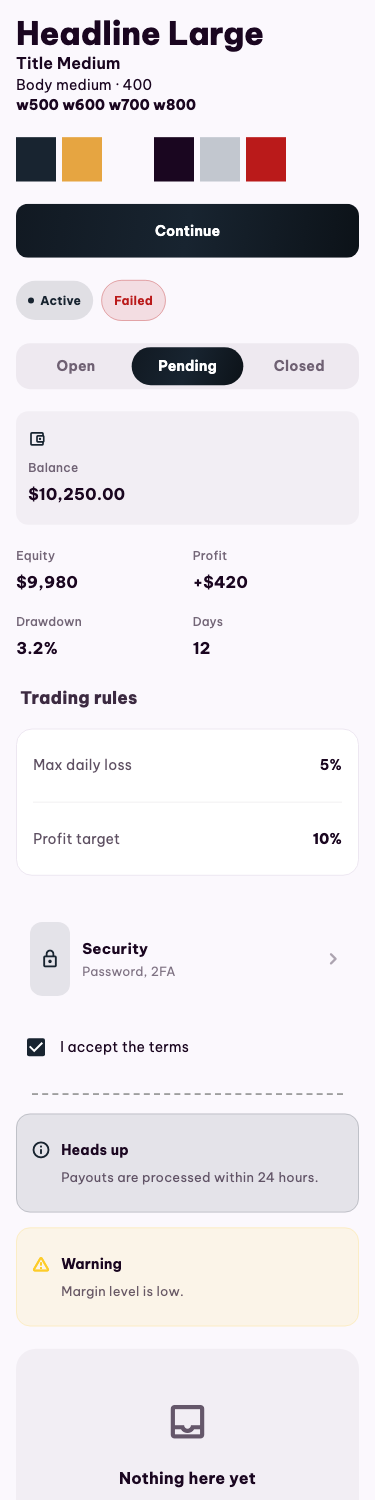 Headline Large
Title Medium
Body medium · 400
w500 w600 w700 w800
Continue
Active
Failed
Open
Pending
Closed
Balance
$10,250.00
Equity
Profit
$9,980
+$420
Drawdown
Days
3.2%
12
Trading rules
Max daily loss
5%
Profit target
10%
Security
Password, 2FA
I accept the terms
Heads up
Payouts are processed within 24 hours.
Warning
Margin level is low.
Nothing here yet